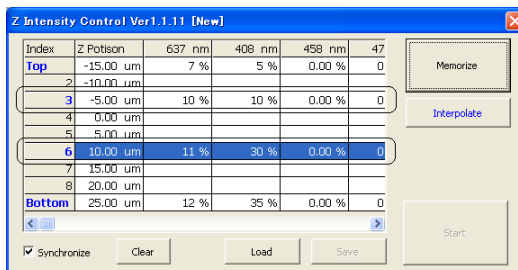 Z Intensity Control Ver1.1.11 [New]
Index Z Potison 637 nm 408 nm 458 nm 47
Top -15.00 um 7 % 5 % 0.00 % 0
2 -10.00 um
3 -5.00 um 10 % 10 % 0.00 % 0
4 0.00 um
5 5.00 um
6 10.00 um 11 % 30 % 0.00 % 0
7 15.00 um
8 20.00 um
Bottom 25.00 um 12 % 35 % 0.00 % 0
Memorize
Interpolate
Start
Synchronize Clear Load Save